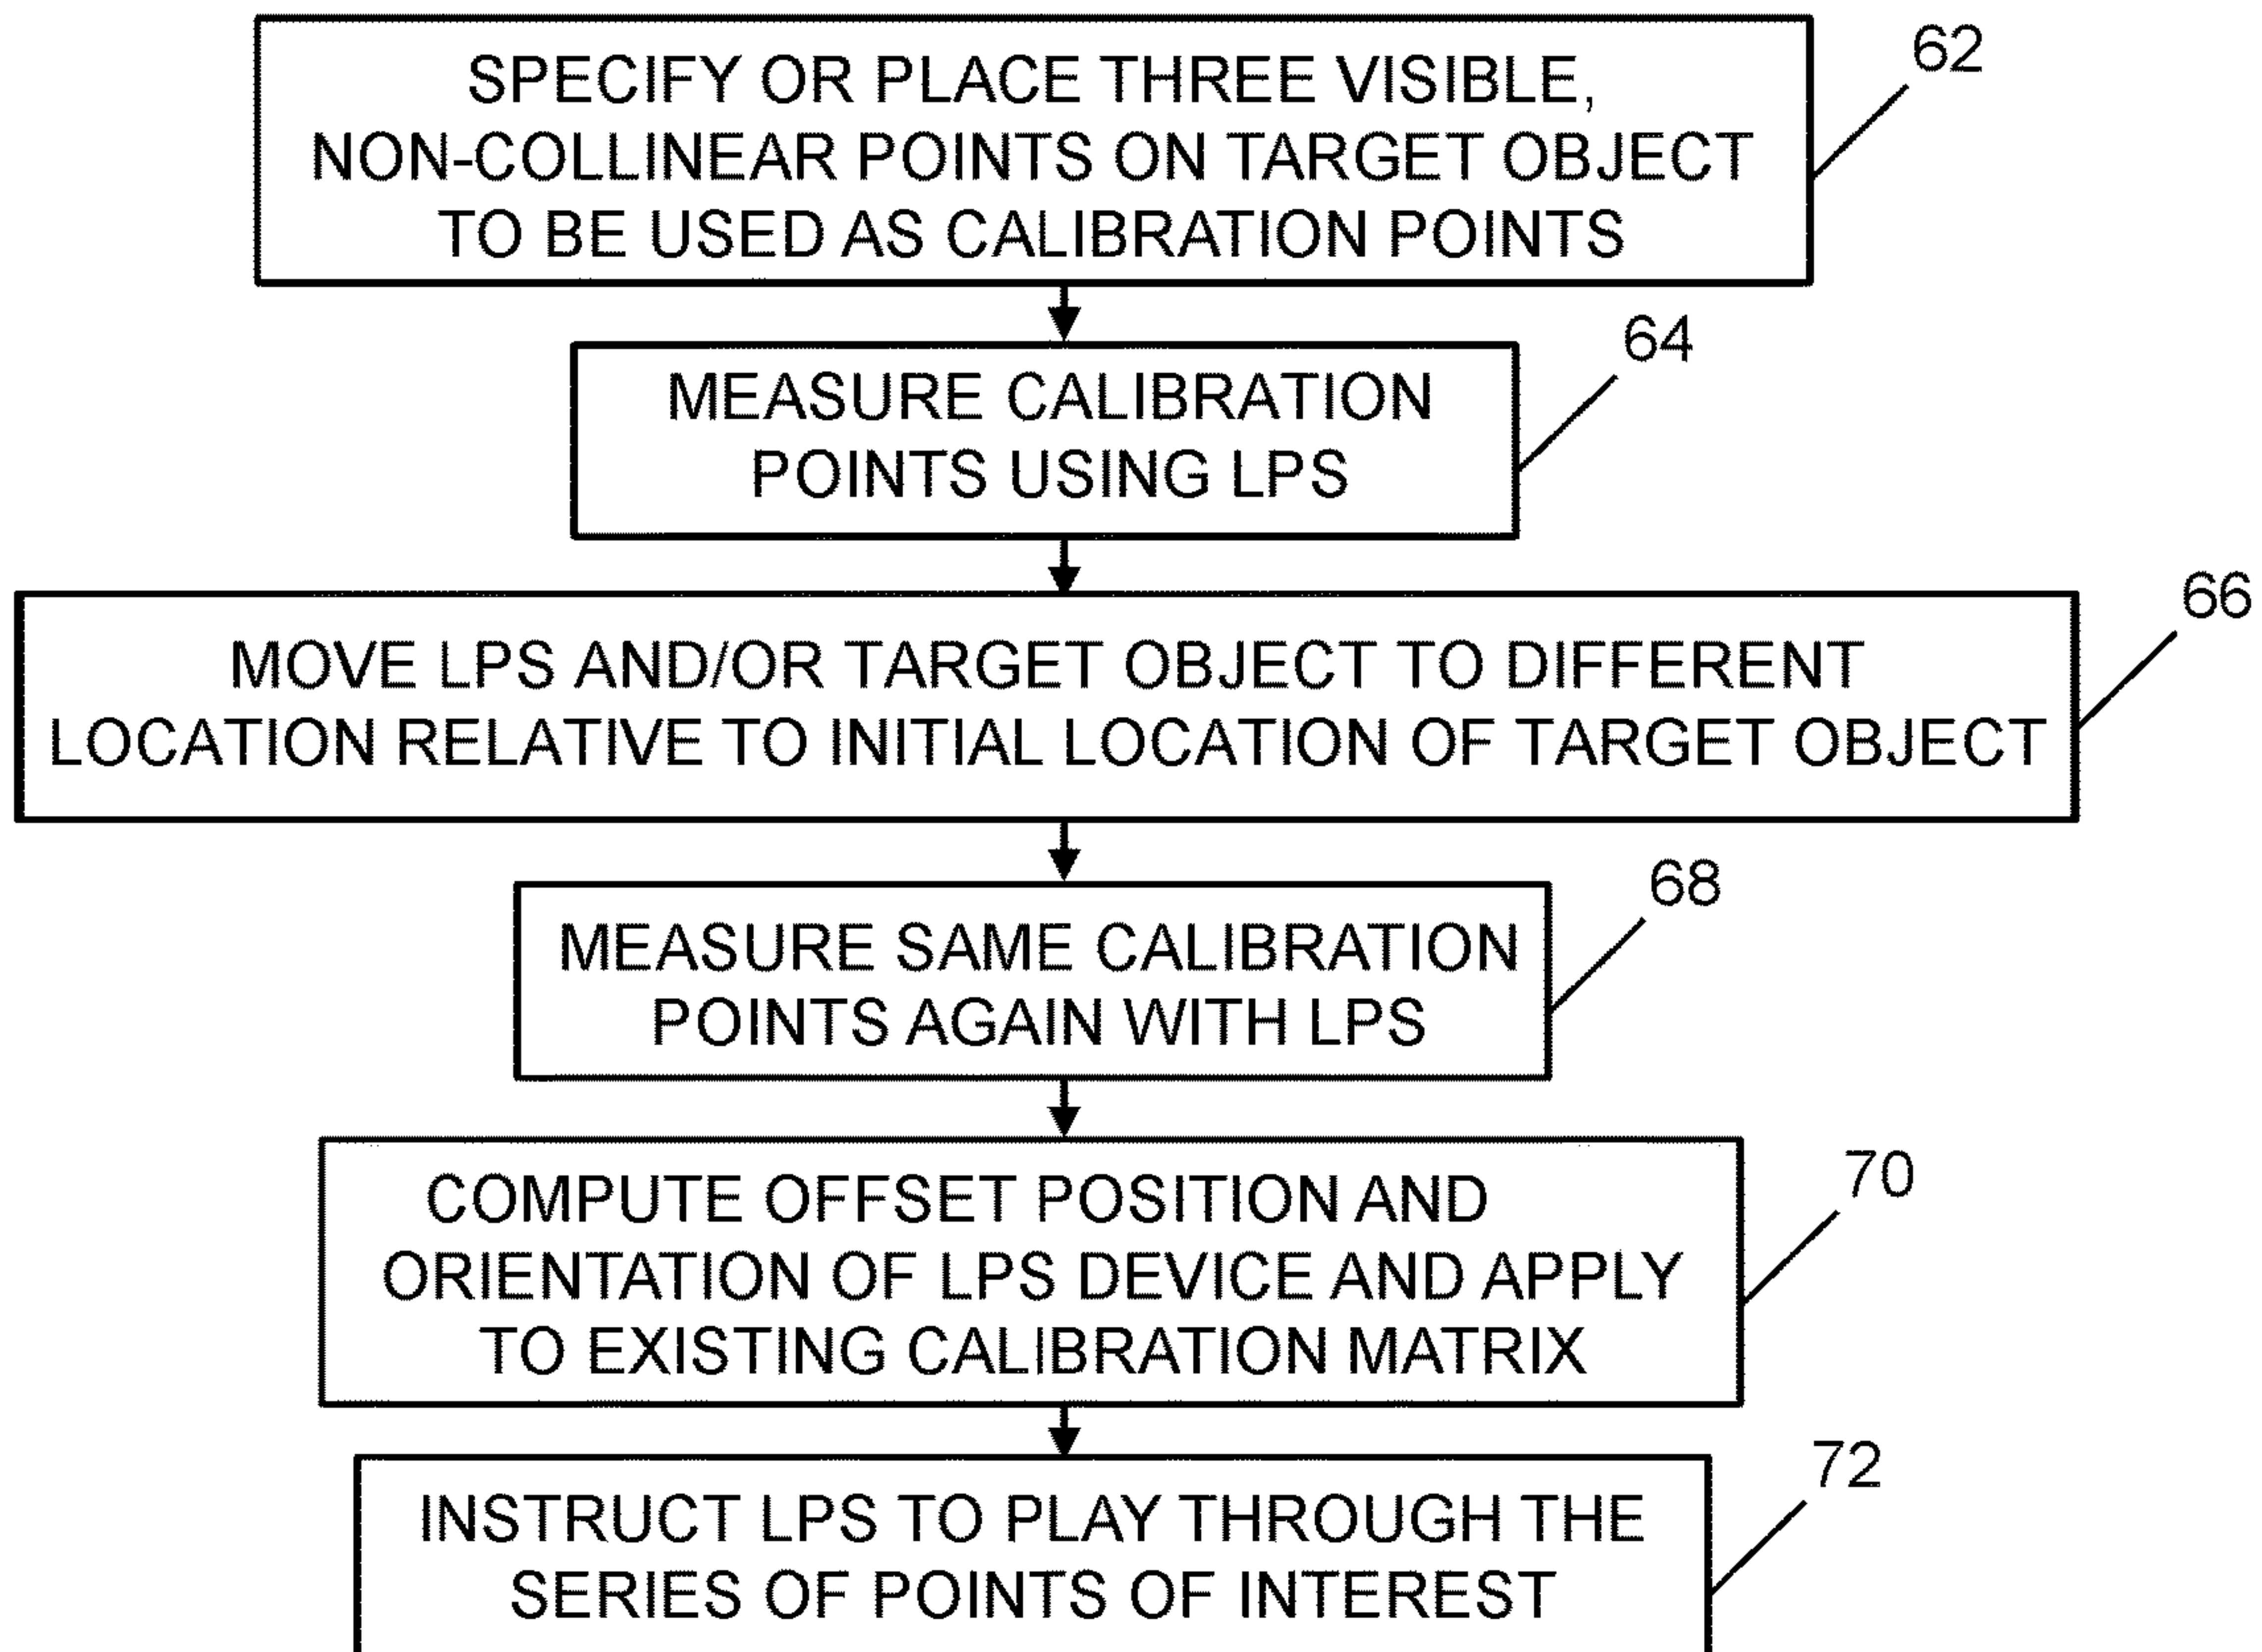 SPECIFY OR PLACE THREE VISIBLE,
NON-COLLINEAR POINTS ON TARGET OBJECT
TO BE USED AS CALIBRATION POINTS
62
MEASURE CALIBRATION
POINTS USING LPS
64
MOVE LPS AND/OR TARGET OBJECT TO DIFFERENT
LOCATION RELATIVE TO INITIAL LOCATION OF TARGET OBJECT
66
MEASURE SAME CALIBRATION
POINTS AGAIN WITH LPS
68
COMPUTE OFFSET POSITION AND
ORIENTATION OF LPS DEVICE AND APPLY
TO EXISTING CALIBRATION MATRIX
70
INSTRUCT LPS TO PLAY THROUGH THE
SERIES OF POINTS OF INTEREST
72